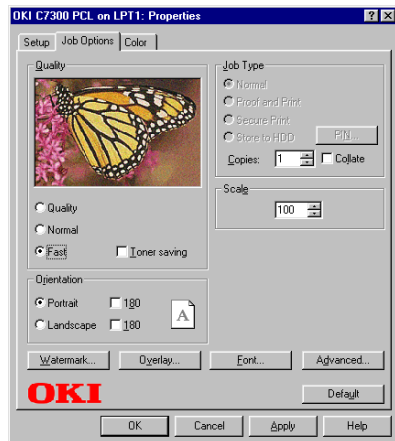 OKI C7300 PCL on LPT1: Properties
Setup Job Options Color
Quality
Quality
Normal
Fast Toner saving
Orientation
Portrait 180
Landscape 180
A
Job Type
Normal
Proof and Print
Secure Print
Store to HDD PIN...
Copies: 1 Collate
Scale
100
Watermark... Overlay... Font... Advanced...
OKI Default
OK Cancel Apply Help